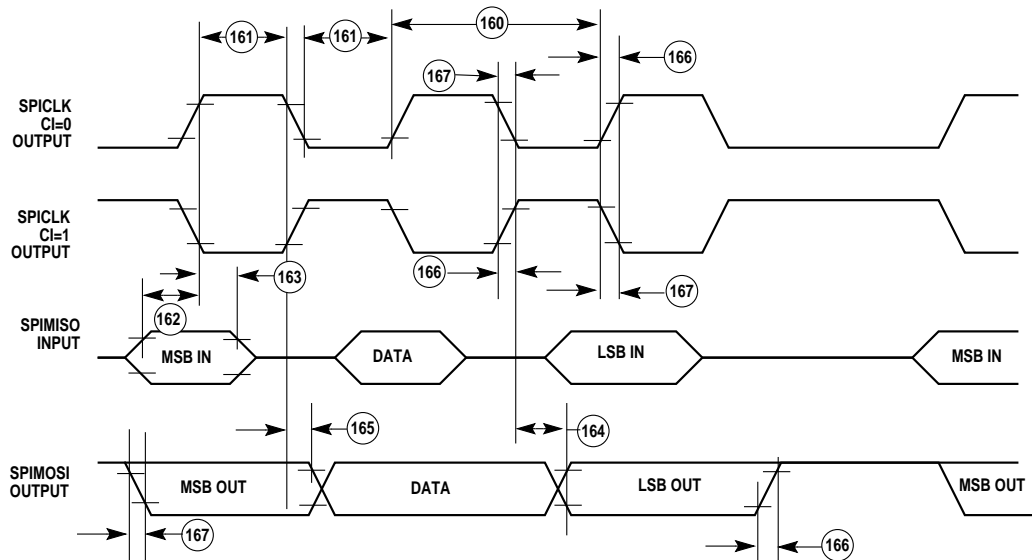 161
161
160
166
167
SPICLK
CI=0
OUTPUT
SPICLK
CI=1
OUTPUT
163
166
167
162
SPIMISO
INPUT
MSB IN
DATA
LSB IN
MSB IN
165
164
SPIMOSI
OUTPUT
MSB OUT
DATA
LSB OUT
MSB OUT
167
166